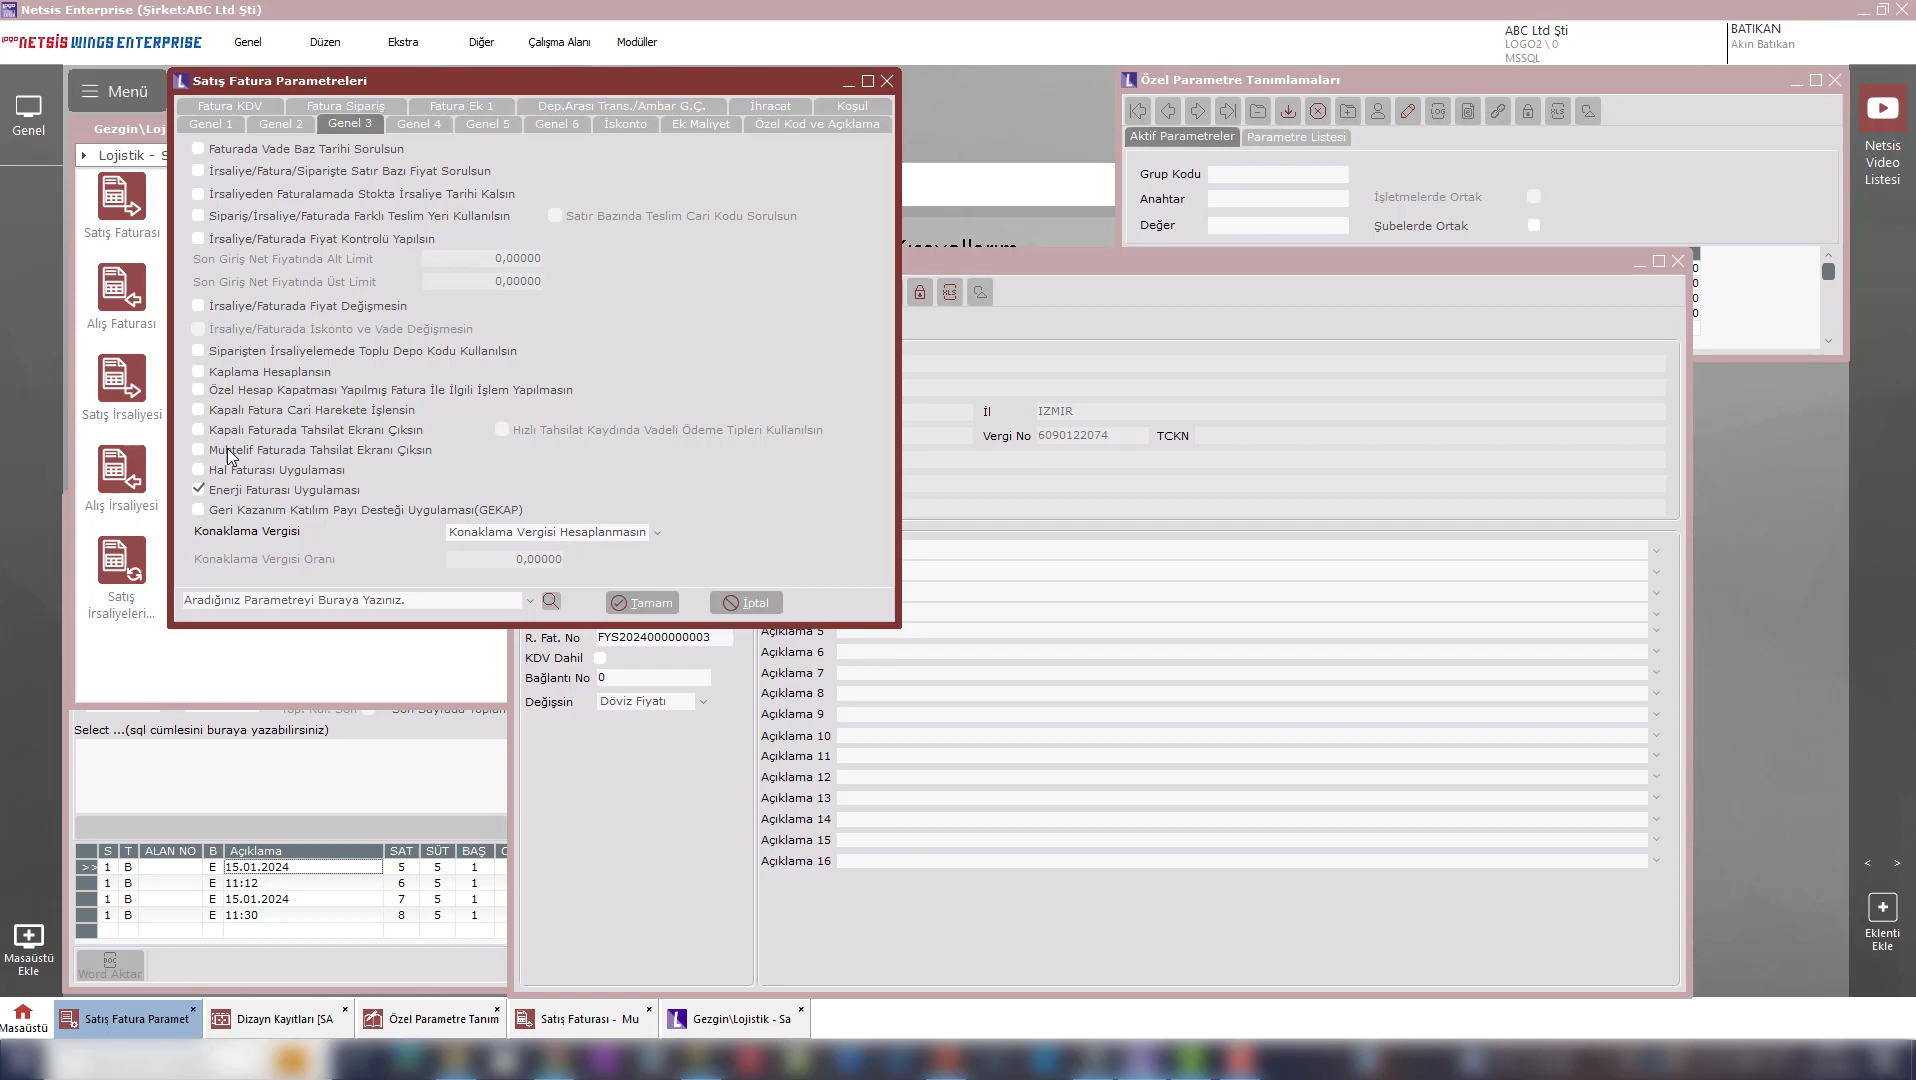 Netsis Enterprise (Şirket:ABC Ltd Şti)
LOGO NETSİS WINGS ENTERPRISE
Genel
Düzen
Ekstra
Diğer
Çalışma Alanı
Modüller
ABC Ltd Şti
LOGO2 \ 0
MSSQL
BATIKAN
Akın Batıkan
Genel
Menü
Gezgin\Loj
Lojistik - S
Satış Faturası
Alış Faturası
Satış İrsaliyesi
Alış İrsaliyesi
Satış
İrsaliyeleri...
Satış Fatura Parametreleri
Fatura KDV
Fatura Sipariş
Fatura Ek 1
Dep.Arası Trans./Ambar G.Ç.
İhracat
Koşul
Genel 1
Genel 2
Genel 3
Genel 4
Genel 5
Genel 6
İskonto
Ek Maliyet
Özel Kod ve Açıklama
Faturada Vade Baz Tarihi Sorulsun
İrsaliye/Fatura/Siparişte Satır Bazı Fiyat Sorulsun
İrsaliyeden Faturalamada Stokta İrsaliye Tarihi Kalsın
Sipariş/İrsaliye/Faturada Farklı Teslim Yeri Kullanılsın
Satır Bazında Teslim Cari Kodu Sorulsun
İrsaliye/Faturada Fiyat Kontrolü Yapılsın
Son Giriş Net Fiyatında Alt Limit
0,00000
Son Giriş Net Fiyatında Üst Limit
0,00000
İrsaliye/Faturada Fiyat Değişmesin
İrsaliye/Faturada İskonto ve Vade Değişmesin
Siparişten İrsaliyelemede Toplu Depo Kodu Kullanılsın
Kaplama Hesaplansın
Özel Hesap Kapatması Yapılmış Fatura İle İlgili İşlem Yapılmasın
Kapalı Fatura Cari Harekete İşlensin
Kapalı Faturada Tahsilat Ekranı Çıksın
Hızlı Tahsilat Kaydında Vadeli Ödeme Tipleri Kullanılsın
Muhtelif Faturada Tahsilat Ekranı Çıksın
Hal Faturası Uygulaması
Enerji Faturası Uygulaması
Geri Kazanım Katılım Payı Desteği Uygulaması(GEKAP)
Konaklama Vergisi
Konaklama Vergisi Hesaplanmasın
Konaklama Vergisi Oranı
0,00000
Aradığınız Parametreyi Buraya Yazınız.
Tamam
İptal
Özel Parametre Tanımlamaları
LOG
XLS
Aktif Parametreler
Parametre Listesi
Grup Kodu
Anahtar
İşletmelerde Ortak
Değer
Şubelerde Ortak
0
0
0
0
Netsis
Video
Listesi
XLS
İl
IZMIR
Vergi No
6090122074
TCKN
R. Fat. No
FYS2024000000003
KDV Dahil
Bağlantı No
0
Değişsin
Döviz Fiyatı
Açıklama 5
Açıklama 6
Açıklama 7
Açıklama 8
Açıklama 9
Açıklama 10
Açıklama 11
Açıklama 12
Açıklama 13
Açıklama 14
Açıklama 15
Açıklama 16
Select ...(sql cümlesini buraya yazabilirsiniz)
S T ALAN NO B Açıklama SAT SÜT BAŞ
>> 1 B E 15.01.2024 5 5 1
1 B E 11:12 6 5 1
1 B E 15.01.2024 7 5 1
1 B E 11:30 8 5 1
DOC
Word Aktar
Masaüstü
Ekle
< >
Eklenti
Ekle
Masaüstü
Satış Fatura Paramet
Dizayn Kayıtları [SA
Özel Parametre Tanım
Satış Faturası - Mu
Gezgin\Lojistik - Sa